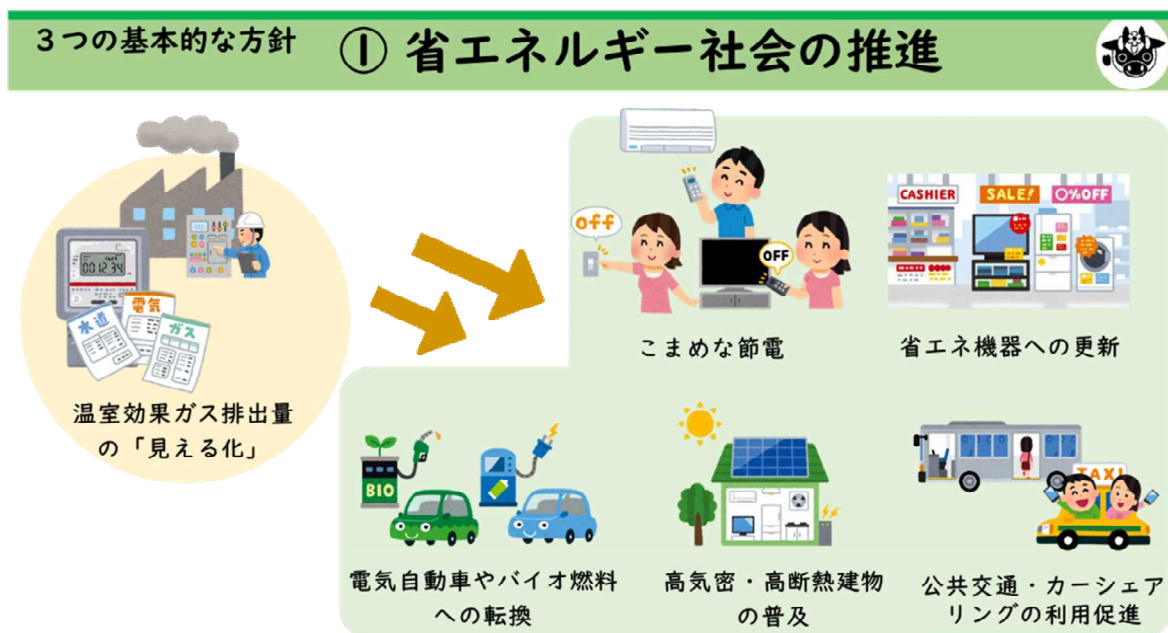 3つの基本的な方針
① 省エネルギー社会の推進
off
OFF
CASHIER
SALE!
〇%OFF
0012.34
電気
水道
ガス
こまめな節電
省エネ機器への更新
温室効果ガス排出量
の「見える化」
BIO
TAXI
電気自動車やバイオ燃料
への転換
高気密・高断熱建物
の普及
公共交通・カーシェア
リングの利用促進